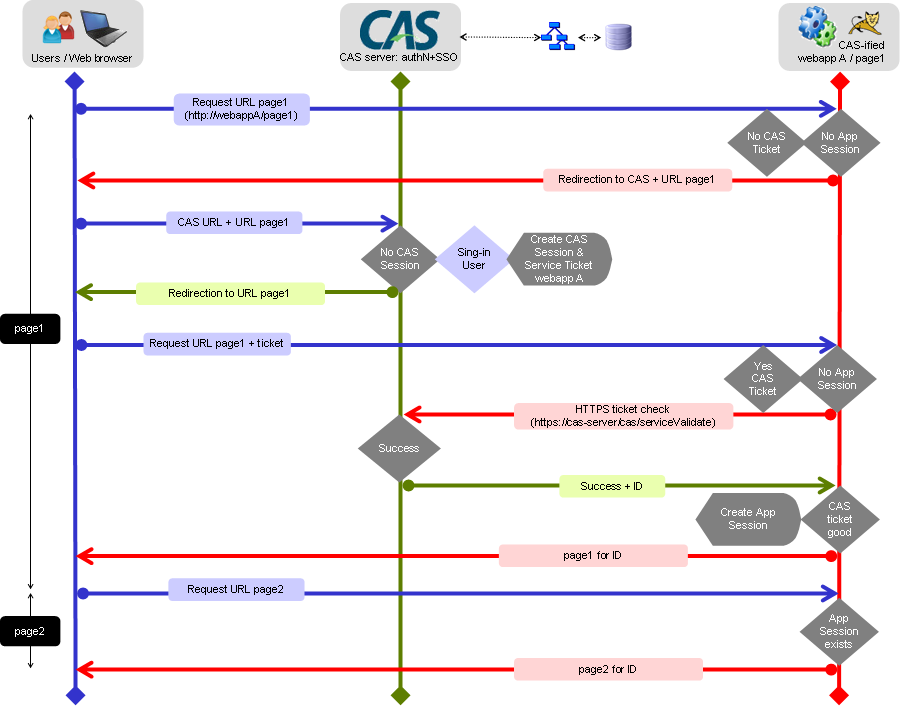 CAS
Users / Web browser
CAS server: authN+SSO
CAS-ified
webapp A / page1
Request URL page1
(http://webappA/page1)
No CAS
Ticket
No App
Session
Redirection to CAS + URL page1
CAS URL + URL page1
No CAS
Session
Sing-in
User
Create CAS
Session &
Service Ticket
webapp A
Redirection to URL page1
page1
Request URL page1 + ticket
Yes
CAS
Ticket
No App
Session
HTTPS ticket check
(https://cas-server/cas/serviceValidate)
Success
Success + ID
Create App
Session
CAS
ticket
good
page1 for ID
Request URL page2
page2
App
Session
exists
page2 for ID